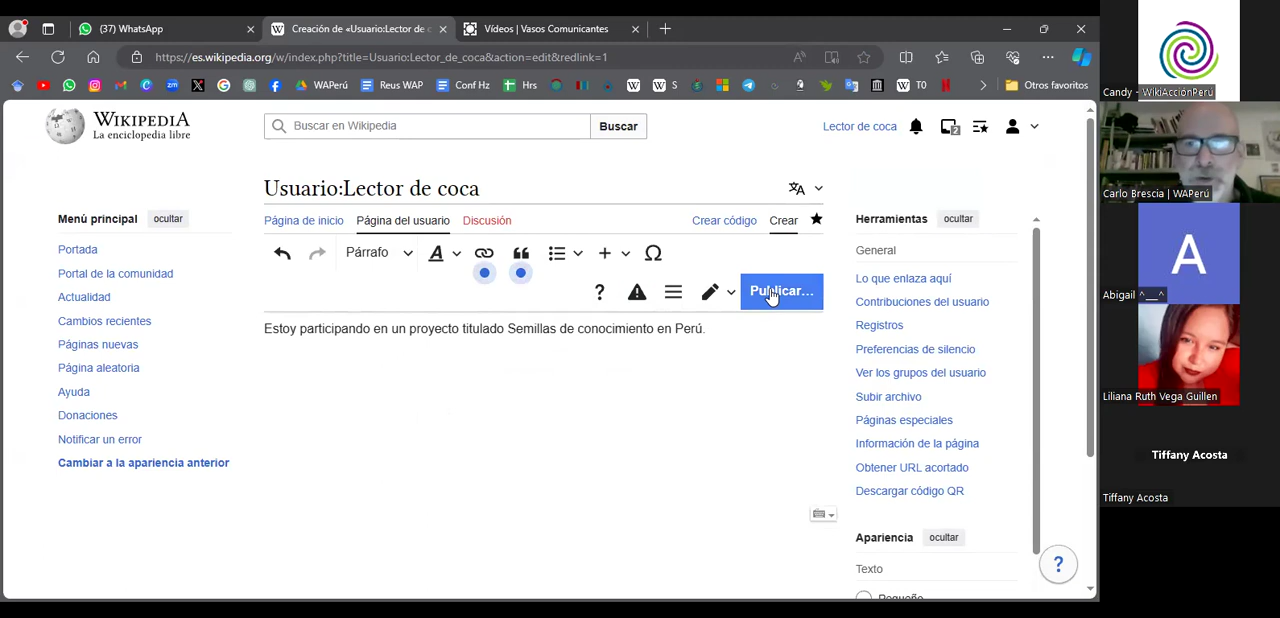 (37) WhatsApp
Creación de «Usuario:Lector de c
Vídeos | Vasos Comunicantes
https://es.wikipedia.org/w/index.php?title=Usuario:Lector_de_coca&action=edit&redlink=1
WAPerú
Reus WAP
Conf Hz
Hrs
S
T0
Otros favoritos
WIKIPEDIA
La enciclopedia libre
Buscar en Wikipedia
Buscar
Lector de coca
2
Usuario:Lector de coca
Página de inicio
Página del usuario
Discusión
Crear código
Crear
Párrafo
Publicar...
Estoy participando en un proyecto titulado Semillas de conocimiento en Perú.
Menú principal
ocultar
Portada
Portal de la comunidad
Actualidad
Cambios recientes
Páginas nuevas
Página aleatoria
Ayuda
Donaciones
Notificar un error
Cambiar a la apariencia anterior
Herramientas
ocultar
General
Lo que enlaza aquí
Contribuciones del usuario
Registros
Preferencias de silencio
Ver los grupos del usuario
Subir archivo
Páginas especiales
Información de la página
Obtener URL acortado
Descargar código QR
Apariencia
ocultar
Texto
Pequeño
Candy - WikiAcciónPerú
Carlo Brescia | WAPerú
A
Abigail ^__^
Liliana Ruth Vega Guillen
Tiffany Acosta
Tiffany Acosta